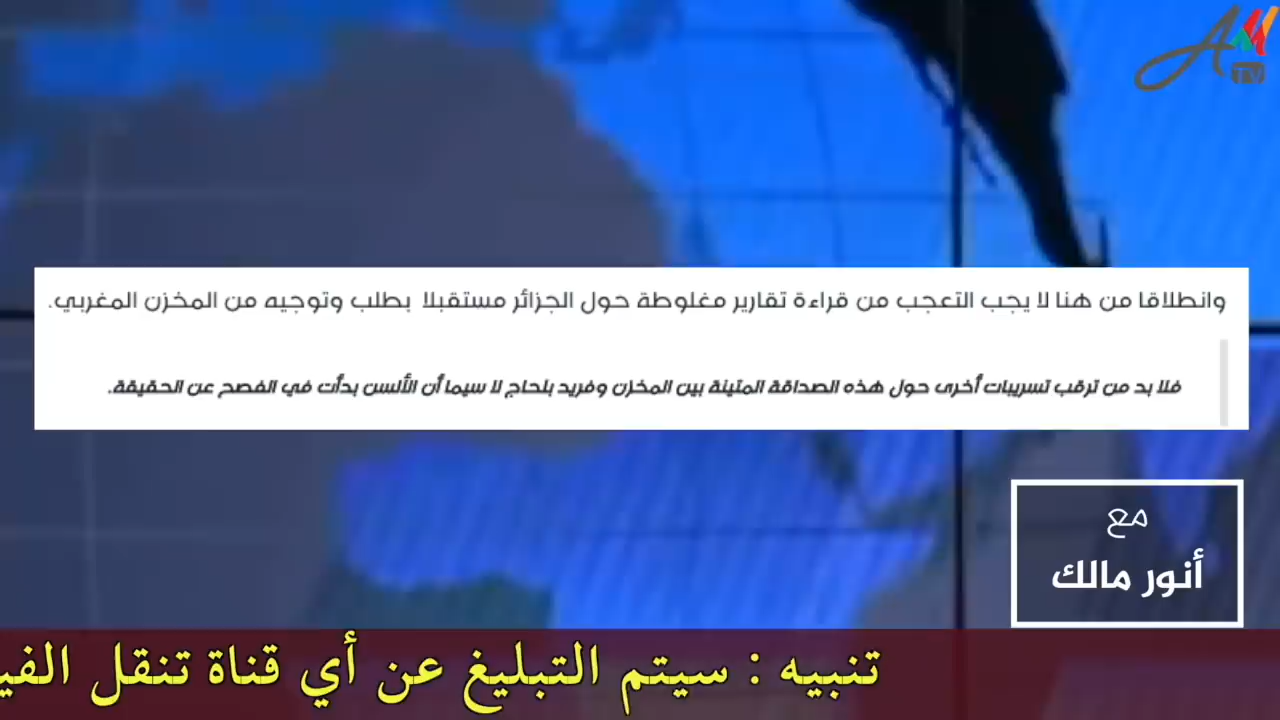 AM
TV
وانطلاقا من هنا لا يجب التعجب من قراءة تقارير مغلوطة حول الجزائر مستقبلا بطلب وتوجيه من المخزن المغربي.
فلا بد من ترقب تسريبات أخرى حول هذه الصداقة المتينة بين المخزن وفريد بلحاج لا سيما أن الألسن بدأت في الفصح عن الحقيقة.
مع
أنور مالك
تنبيه : سيتم التبليغ عن أي قناة تنقل